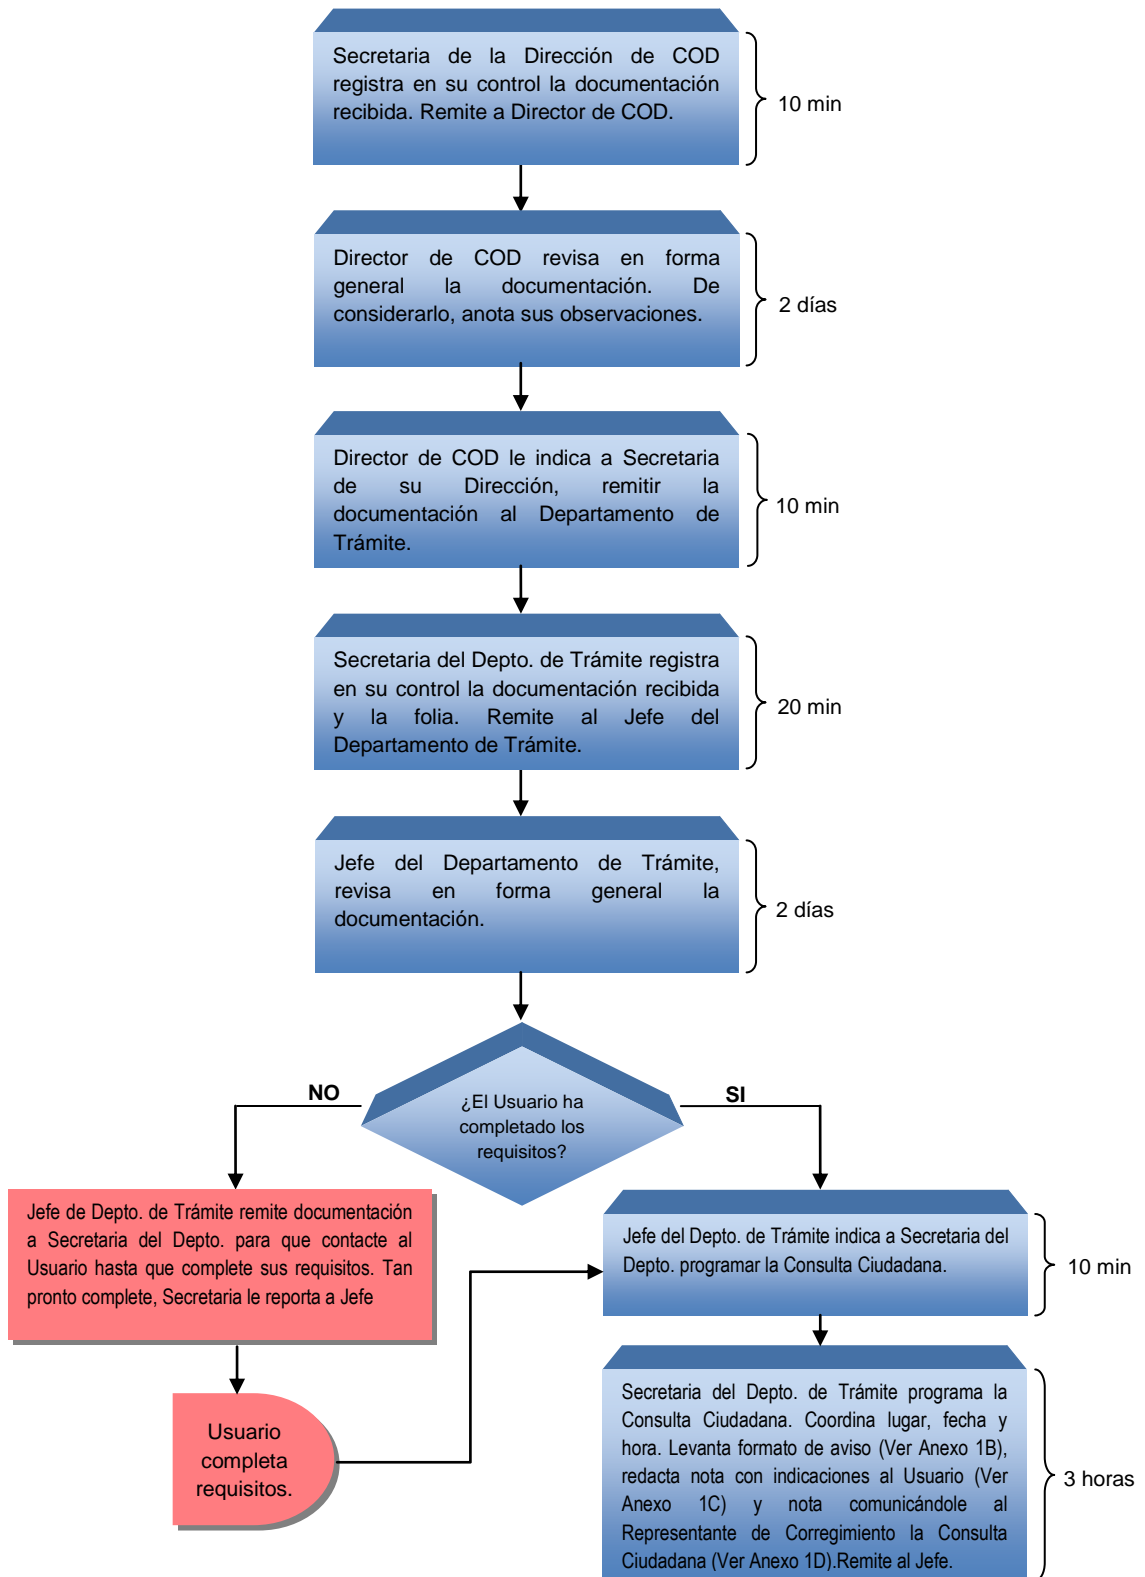 Secretaria de la Dirección de COD
registra en su control la documentación
recibida. Remite a Director de COD.
10 min
Director de COD revisa en forma
general la documentación. De
considerarlo, anota sus observaciones.
2 días
Director de COD le indica a Secretaria
de su Dirección, remitir la
documentación al Departamento de
Trámite.
10 min
Secretaria del Depto. de Trámite registra
en su control la documentación recibida
y la folia. Remite al Jefe del
Departamento de Trámite.
20 min
Jefe del Departamento de Trámite,
revisa en forma general la
documentación.
2 días
¿El Usuario ha
completado los
requisitos?
NO
SI
Jefe de Depto. de Trámite remite documentación
a Secretaria del Depto. para que contacte al
Usuario hasta que complete sus requisitos. Tan
pronto complete, Secretaria le reporta a Jefe
Usuario
completa
requisitos.
Jefe del Depto. de Trámite indica a Secretaria del
Depto. programar la Consulta Ciudadana.
10 min
Secretaria del Depto. de Trámite programa la
Consulta Ciudadana. Coordina lugar, fecha y
hora. Levanta formato de aviso (Ver Anexo 1B),
redacta nota con indicaciones al Usuario (Ver
Anexo 1C) y nota comunicándole al
Representante de Corregimiento la Consulta
Ciudadana (Ver Anexo 1D).Remite al Jefe.
3 horas